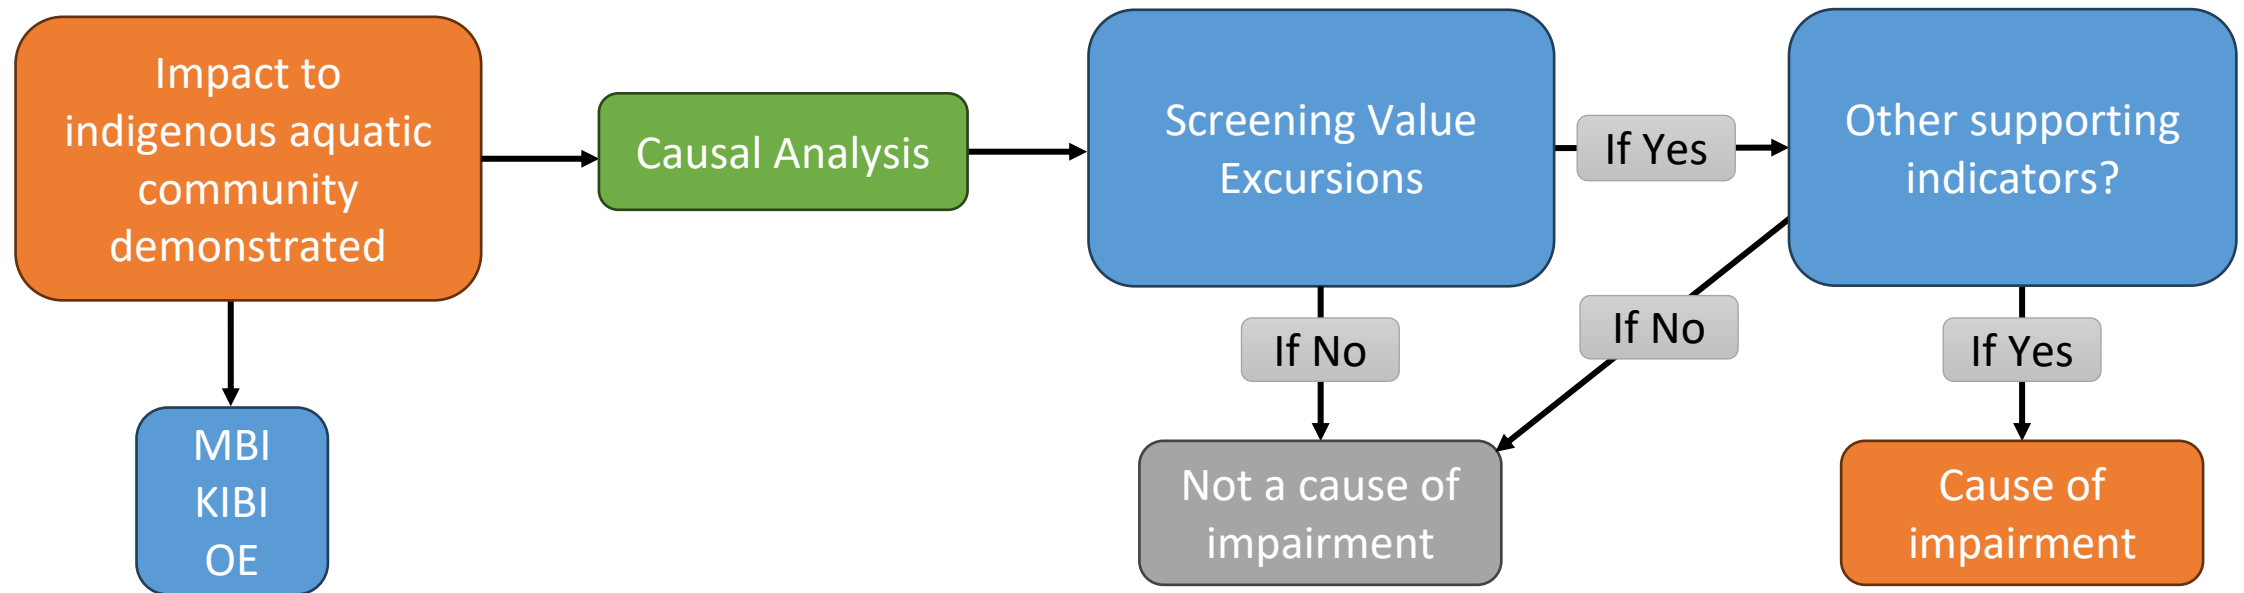 Impact to
indigenous aquatic
community
demonstrated
Causal Analysis
Screening Value
Excursions
If Yes
Other supporting
indicators?
If No
If No
If Yes
MBI
KIBI
OE
Not a cause of
impairment
Cause of
impairment